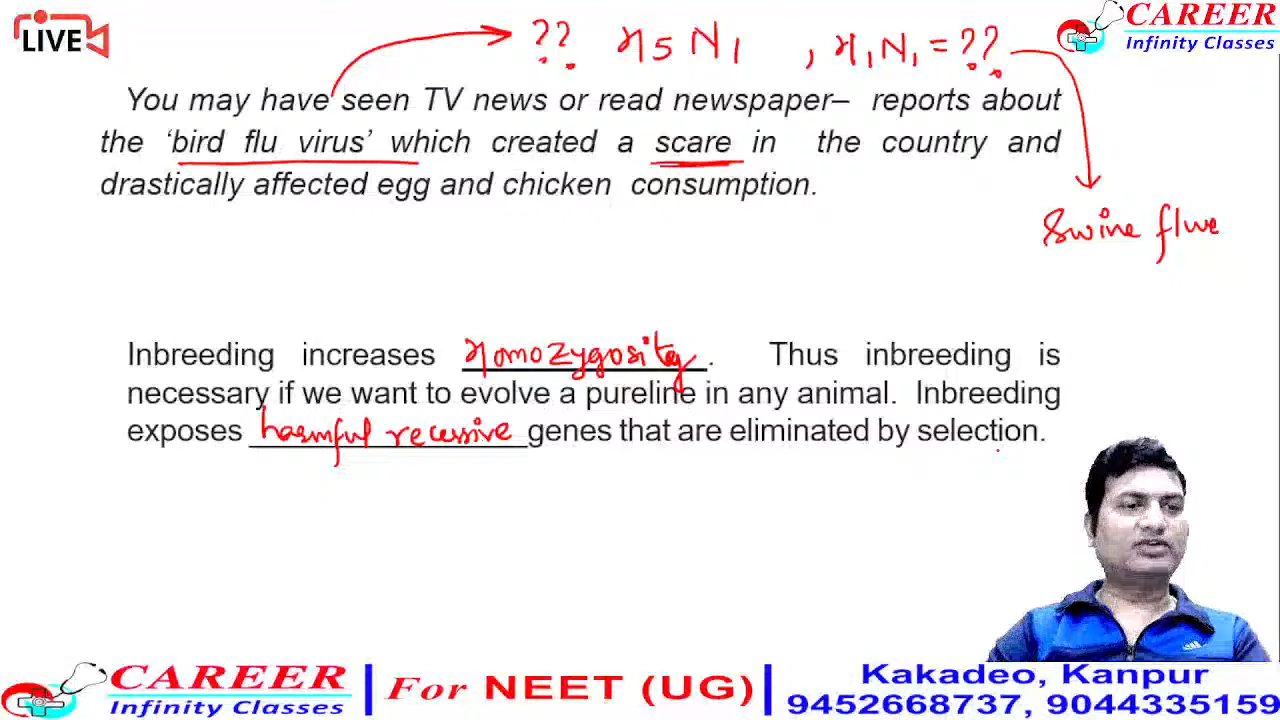 LIVE
?? H5N1 , H1N1 = ??
CAREER
Infinity Classes
You may have seen TV news or read newspaper– reports about
the ‘bird flu virus’ which created a scare in the country and
drastically affected egg and chicken consumption.
Swine flue
Inbreeding increases Homozygosity. Thus inbreeding is
necessary if we want to evolve a pureline in any animal. Inbreeding
exposes harmful recessive genes that are eliminated by selection.
CAREER
Infinity Classes
For NEET (UG)
Kakadeo, Kanpur
9452668737, 9044335159